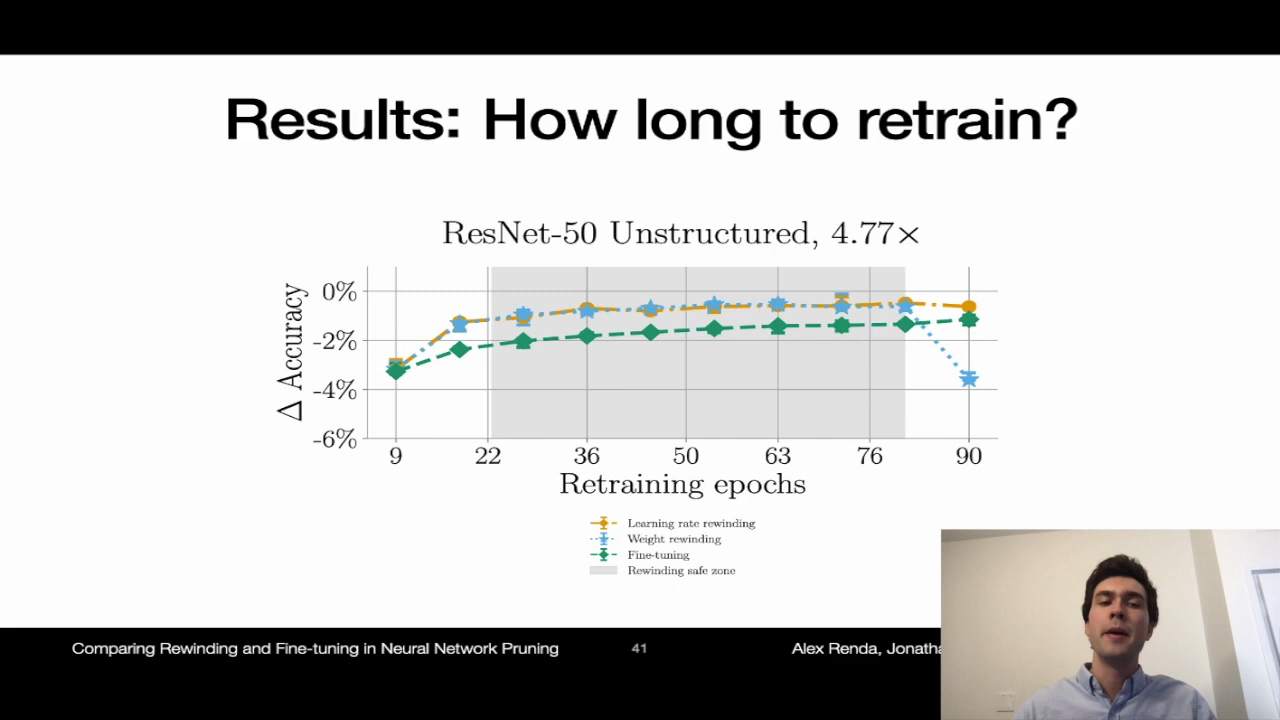 Results: How long to retrain?
ResNet-50 Unstructured, 4.77×
Δ Accuracy
0%
-2%
-4%
-6%
9 22 36 50 63 76 90
Retraining epochs
Learning rate rewinding
Weight rewinding
Fine-tuning
Rewinding safe zone
Comparing Rewinding and Fine-tuning in Neural Network Pruning 41 Alex Renda,